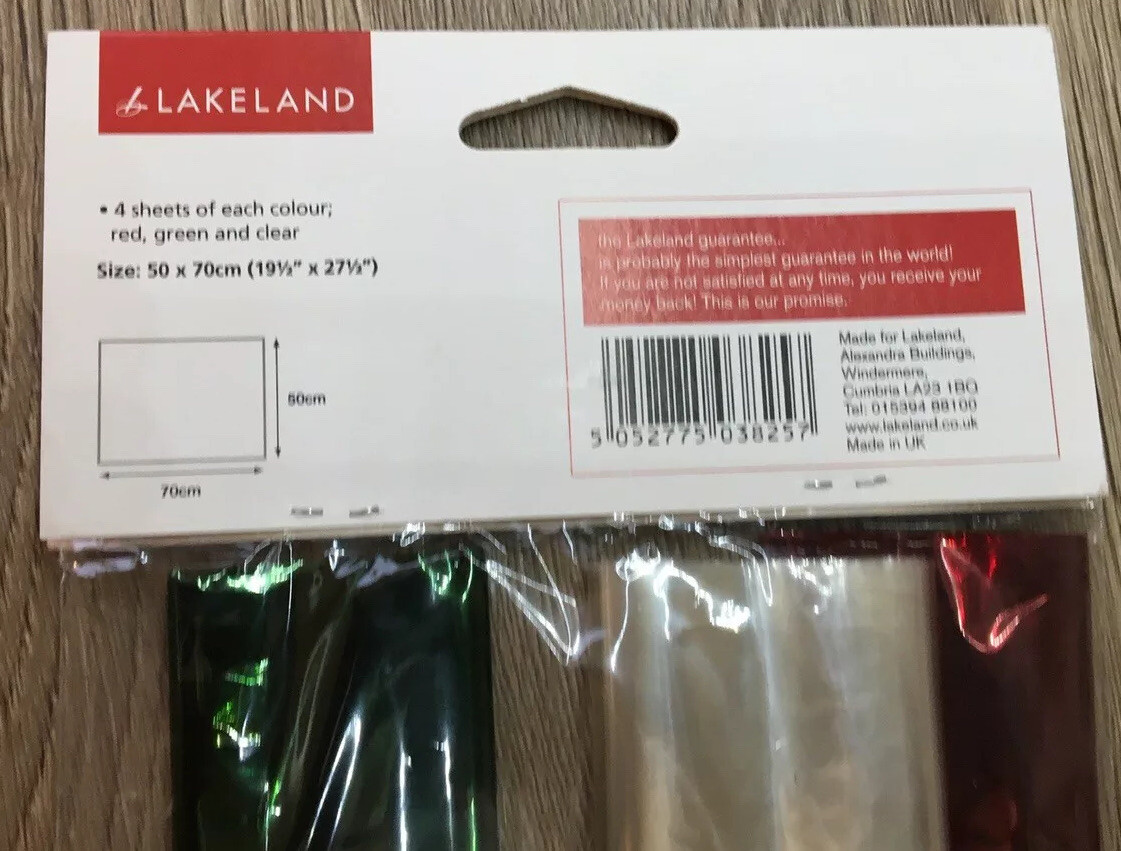 LAKELAND
• 4 sheets of each colour;
red, green and clear
Size: 50 x 70cm (19½” x 27½”)
50cm
70cm
the Lakeland guarantee...
is probably the simplest guarantee in the world!
If you are not satisfied at any time, you receive your
money back! This is our promise.
5 052775 038257
Made for Lakeland,
Alexandra Buildings,
Windermere,
Cumbria LA23 1BQ
Tel: 015394 88100
www.lakeland.co.uk
Made in UK